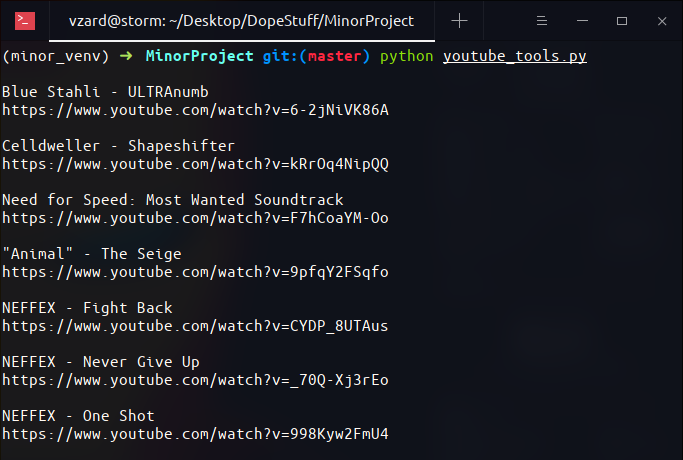 vzard@storm: ~/Desktop/DopeStuff/MinorProject
(minor_venv) ➜ MinorProject git:(master) python youtube_tools.py
Blue Stahli - ULTRAnumb
https://www.youtube.com/watch?v=6-2jNiVK86A
Celldweller - Shapeshifter
https://www.youtube.com/watch?v=kRrOq4NipQQ
Need for Speed: Most Wanted Soundtrack
https://www.youtube.com/watch?v=F7hCoaYM-Oo
"Animal" - The Seige
https://www.youtube.com/watch?v=9pfqY2FSqfo
NEFFEX - Fight Back
https://www.youtube.com/watch?v=CYDP_8UTAus
NEFFEX - Never Give Up
https://www.youtube.com/watch?v=_70Q-Xj3rEo
NEFFEX - One Shot
https://www.youtube.com/watch?v=998Kyw2FmU4